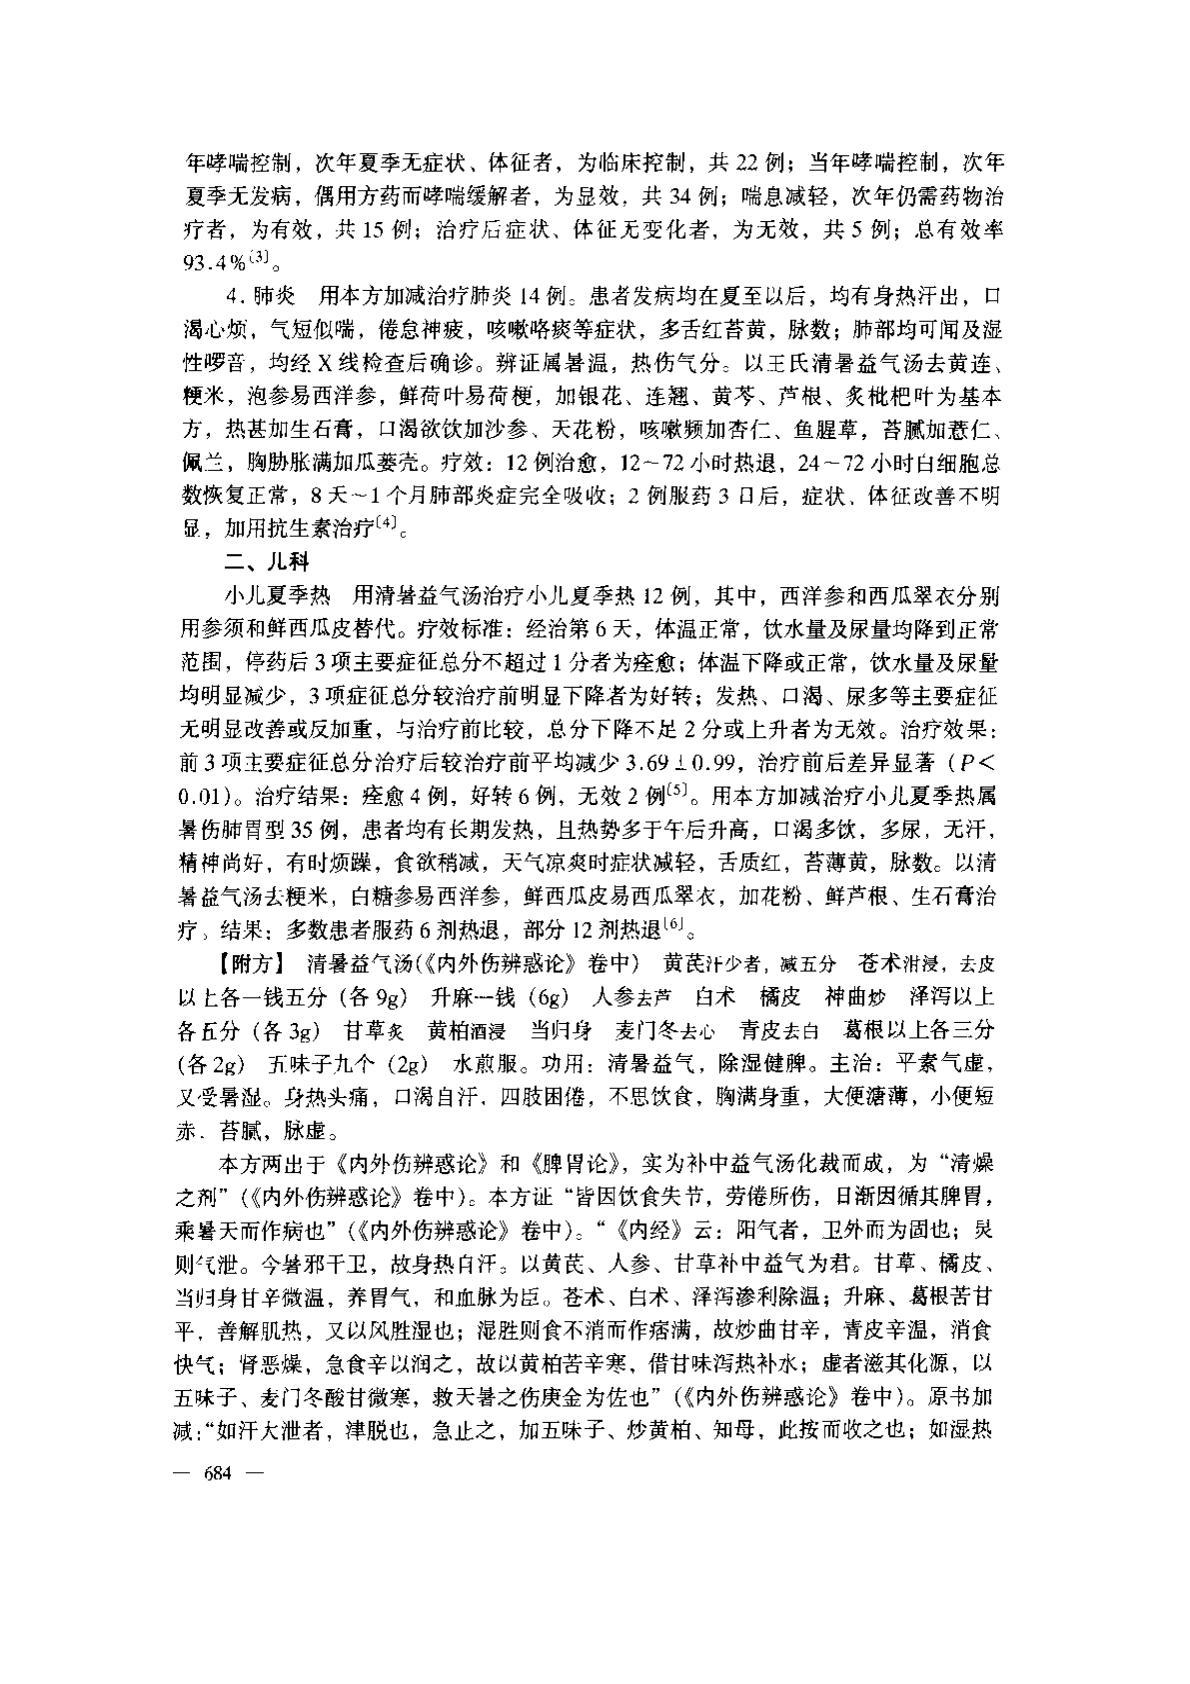 年哮喘控制，次年夏季无症状、体征者，为临床控制，共 22 例；当年哮喘控制，次年
夏季无发病，偶用方药而哮喘缓解者，为显效，共 34 例；喘息减轻，次年仍需药物治
疗者，为有效，共 15 例；治疗后症状、体征无变化者，为无效，共 5 例；总有效率
93.4%〔3〕。
4. 肺炎　用本方加减治疗肺炎 14 例。患者发病均在夏至以后，均有身热汗出，口
渴心烦，气短似喘，倦怠神疲，咳嗽咯痰等症状，多舌红苔黄，脉数；肺部均可闻及湿
性啰音，均经 X 线检查后确诊。辨证属暑温，热伤气分。以王氏清暑益气汤去黄连、
粳米，泡参易西洋参，鲜荷叶易荷梗，加银花、连翘、黄芩、芦根、炙枇杷叶为基本
方，热甚加生石膏，口渴欲饮加沙参、天花粉，咳嗽频加杏仁、鱼腥草，苔腻加薏仁、
佩兰，胸胁胀满加瓜蒌壳。疗效：12 例治愈，12～72 小时热退，24～72 小时白细胞总
数恢复正常，8 天～1 个月肺部炎症完全吸收；2 例服药 3 日后，症状、体征改善不明
显，加用抗生素治疗〔4〕。
二、儿科
小儿夏季热　用清暑益气汤治疗小儿夏季热 12 例，其中，西洋参和西瓜翠衣分别
用参须和鲜西瓜皮替代。疗效标准：经治第 6 天，体温正常，饮水量及尿量均降到正常
范围，停药后 3 项主要症征总分不超过 1 分者为痊愈；体温下降或正常，饮水量及尿量
均明显减少，3 项症征总分较治疗前明显下降者为好转；发热、口渴、尿多等主要症征
无明显改善或反加重，与治疗前比较，总分下降不足 2 分或上升者为无效。治疗效果：
前 3 项主要症征总分治疗后较治疗前平均减少 3.69±0.99，治疗前后差异显著（P＜
0.01）。治疗结果：痊愈 4 例，好转 6 例，无效 2 例〔5〕。用本方加减治疗小儿夏季热属
暑伤肺胃型 35 例，患者均有长期发热，且热势多于午后升高，口渴多饮，多尿，无汗，
精神尚好，有时烦躁，食欲稍减，天气凉爽时症状减轻，舌质红，苔薄黄，脉数。以清
暑益气汤去粳米，白糖参易西洋参，鲜西瓜皮易西瓜翠衣，加花粉、鲜芦根、生石膏治
疗。结果：多数患者服药 6 剂热退，部分 12 剂热退〔6〕。
【附方】　清暑益气汤（《内外伤辨惑论》卷中）　黄芪汗少者，减五分　苍术泔浸，去皮
以上各一钱五分（各 9g）　升麻一钱（6g）　人参去芦　白术　橘皮　神曲炒　泽泻以上
各五分（各 3g）　甘草炙　黄柏酒浸　当归身　麦门冬去心　青皮去白　葛根以上各三分
（各 2g）　五味子九个（2g）　水煎服。功用：清暑益气，除湿健脾。主治：平素气虚，
又受暑湿。身热头痛，口渴自汗，四肢困倦，不思饮食，胸满身重，大便溏薄，小便短
赤，苔腻，脉虚。
本方两出于《内外伤辨惑论》和《脾胃论》，实为补中益气汤化裁而成，为“清燥
之剂”（《内外伤辨惑论》卷中）。本方证“皆因饮食失节，劳倦所伤，日渐因循其脾胃，
乘暑天而作病也”（《内外伤辨惑论》卷中）。“《内经》云：阳气者，卫外而为固也；炅
则气泄。今暑邪干卫，故身热自汗。以黄芪、人参、甘草补中益气为君。甘草、橘皮、
当归身甘辛微温，养胃气，和血脉为臣。苍术、白术、泽泻渗利除温；升麻、葛根苦甘
平，善解肌热，又以风胜湿也；湿胜则食不消而作痞满，故炒曲甘辛，青皮辛温，消食
快气；肾恶燥，急食辛以润之，故以黄柏苦辛寒，借甘味泻热补水；虚者滋其化源，以
五味子、麦门冬酸甘微寒，救天暑之伤庚金为佐也”（《内外伤辨惑论》卷中）。原书加
减：“如汗大泄者，津脱也，急止之，加五味子、炒黄柏、知母，此按而收之也；如湿热
— 684 —